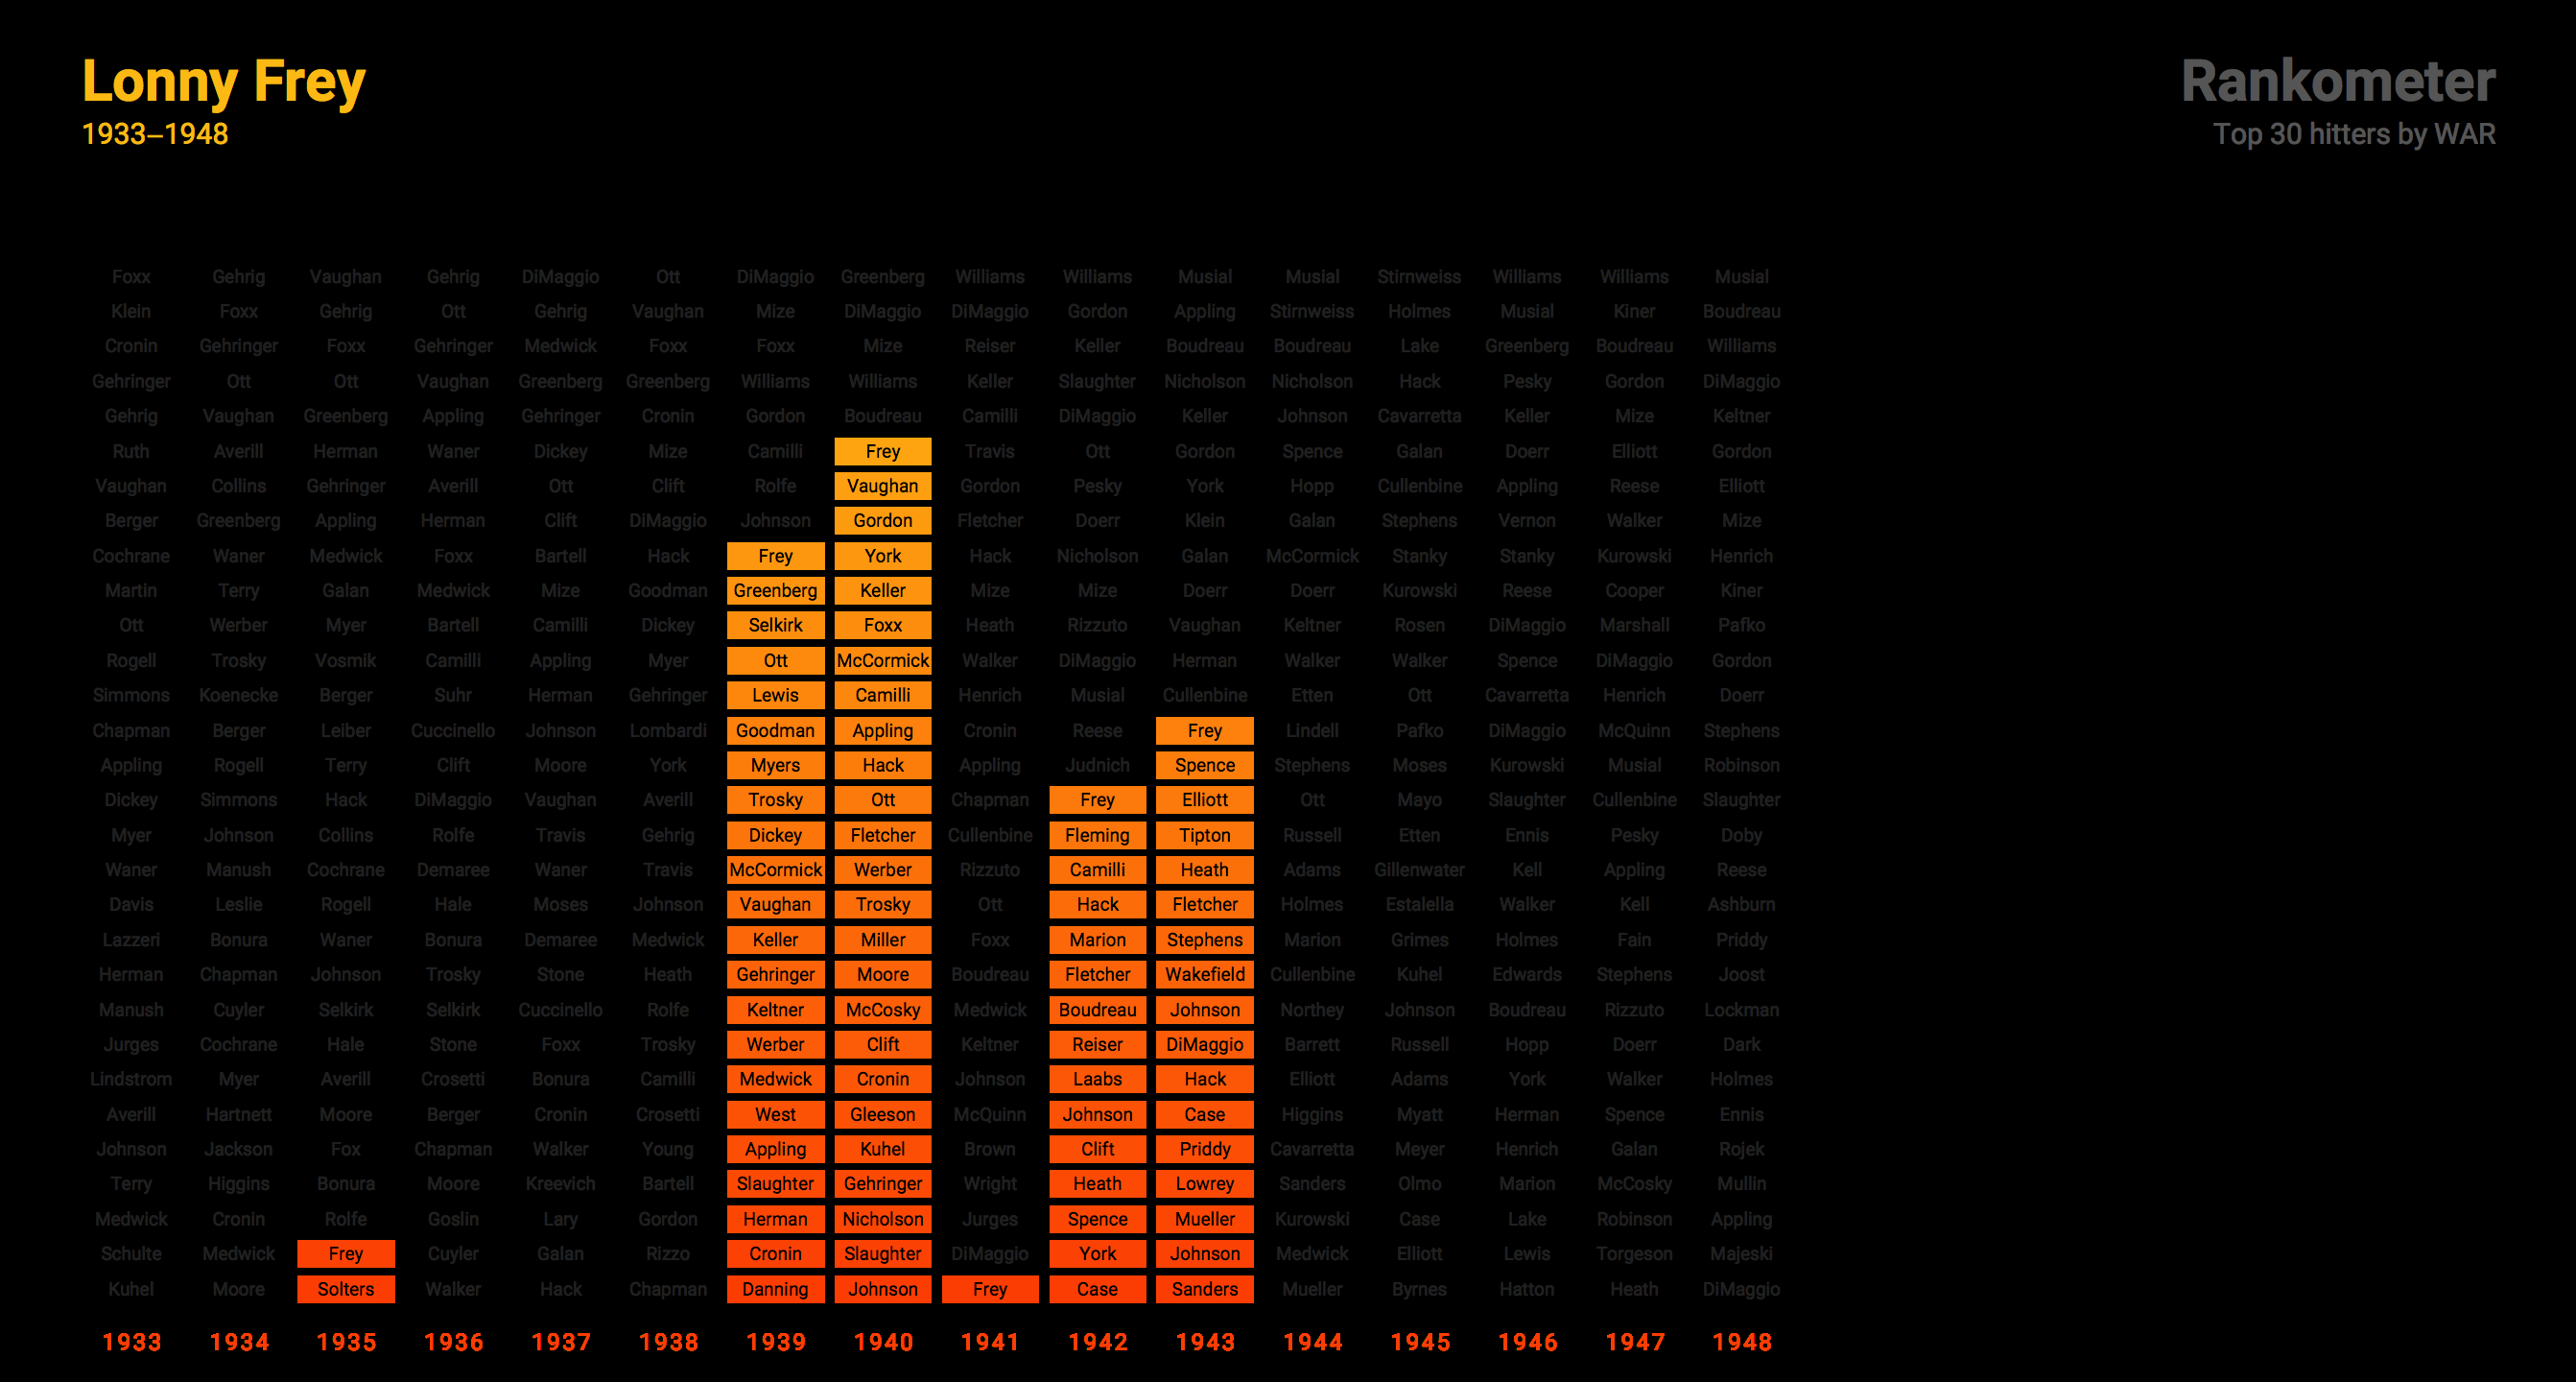 Lonny Frey
1933–1948
Rankometer
Top 30 hitters by WAR
Foxx Gehrig Vaughan Gehrig DiMaggio Ott DiMaggio Greenberg Williams Williams Musial Musial Stirnweiss Williams Williams Musial
Klein Foxx Gehrig Ott Gehrig Vaughan Mize DiMaggio DiMaggio Gordon Appling Stirnweiss Holmes Musial Kiner Boudreau
Cronin Gehringer Foxx Gehringer Medwick Foxx Foxx Mize Reiser Keller Boudreau Boudreau Lake Greenberg Boudreau Williams
Gehringer Ott Ott Vaughan Greenberg Greenberg Williams Williams Keller Slaughter Nicholson Nicholson Hack Pesky Gordon DiMaggio
Gehrig Vaughan Greenberg Appling Gehringer Cronin Gordon Boudreau Camilli DiMaggio Keller Johnson Cavarretta Keller Mize Keltner
Ruth Averill Herman Waner Dickey Mize Camilli Frey Travis Ott Gordon Spence Galan Doerr Elliott Gordon
Vaughan Collins Gehringer Averill Ott Clift Rolfe Vaughan Gordon Pesky York Hopp Cullenbine Appling Reese Elliott
Berger Greenberg Appling Herman Clift DiMaggio Johnson Gordon Fletcher Doerr Klein Galan Stephens Vernon Walker Mize
Cochrane Waner Medwick Foxx Bartell Hack Frey York Hack Nicholson Galan McCormick Stanky Stanky Kurowski Henrich
Martin Terry Galan Medwick Mize Goodman Greenberg Keller Mize Mize Doerr Doerr Kurowski Reese Cooper Kiner
Ott Werber Myer Bartell Camilli Dickey Selkirk Foxx Heath Rizzuto Vaughan Keltner Rosen DiMaggio Marshall Pafko
Rogell Trosky Vosmik Camilli Appling Myer Ott McCormick Walker DiMaggio Herman Walker Walker Spence DiMaggio Gordon
Simmons Koenecke Berger Suhr Herman Gehringer Lewis Camilli Henrich Musial Cullenbine Etten Ott Cavarretta Henrich Doerr
Chapman Berger Leiber Cuccinello Johnson Lombardi Goodman Appling Cronin Reese Frey Lindell Pafko DiMaggio McQuinn Stephens
Appling Rogell Terry Clift Moore York Myers Hack Appling Judnich Spence Stephens Moses Kurowski Musial Robinson
Dickey Simmons Hack DiMaggio Vaughan Averill Trosky Ott Chapman Frey Elliott Ott Mayo Slaughter Cullenbine Slaughter
Myer Johnson Collins Rolfe Travis Gehrig Dickey Fletcher Cullenbine Fleming Tipton Russell Etten Ennis Pesky Doby
Waner Manush Cochrane Demaree Waner Travis McCormick Werber Rizzuto Camilli Heath Adams Gillenwater Kell Appling Reese
Davis Leslie Rogell Hale Moses Johnson Vaughan Trosky Ott Hack Fletcher Holmes Estalella Walker Kell Ashburn
Lazzeri Bonura Waner Bonura Demaree Medwick Keller Miller Foxx Marion Stephens Marion Grimes Holmes Fain Priddy
Herman Chapman Johnson Trosky Stone Heath Gehringer Moore Boudreau Fletcher Wakefield Cullenbine Kuhel Edwards Stephens Joost
Manush Cuyler Selkirk Selkirk Cuccinello Rolfe Keltner McCosky Medwick Boudreau Johnson Northey Johnson Boudreau Rizzuto Lockman
Jurges Cochrane Hale Stone Foxx Trosky Werber Clift Keltner Reiser DiMaggio Barrett Russell Hopp Doerr Dark
Lindstrom Myer Averill Crosetti Bonura Camilli Medwick Cronin Johnson Laabs Hack Elliott Adams York Walker Holmes
Averill Hartnett Moore Berger Cronin Crosetti West Gleeson McQuinn Johnson Case Higgins Myatt Herman Spence Ennis
Johnson Jackson Fox Chapman Walker Young Appling Kuhel Brown Clift Priddy Cavarretta Meyer Henrich Galan Rojek
Terry Higgins Bonura Moore Kreevich Bartell Slaughter Gehringer Wright Heath Lowrey Sanders Olmo Marion McCosky Mullin
Medwick Cronin Rolfe Goslin Lary Gordon Herman Nicholson Jurges Spence Mueller Kurowski Case Lake Robinson Appling
Schulte Medwick Frey Cuyler Galan Rizzo Cronin Slaughter DiMaggio York Johnson Medwick Elliott Lewis Torgeson Majeski
Kuhel Moore Solters Walker Hack Chapman Danning Johnson Frey Case Sanders Mueller Byrnes Hatton Heath DiMaggio
1933 1934 1935 1936 1937 1938 1939 1940 1941 1942 1943 1944 1945 1946 1947 1948